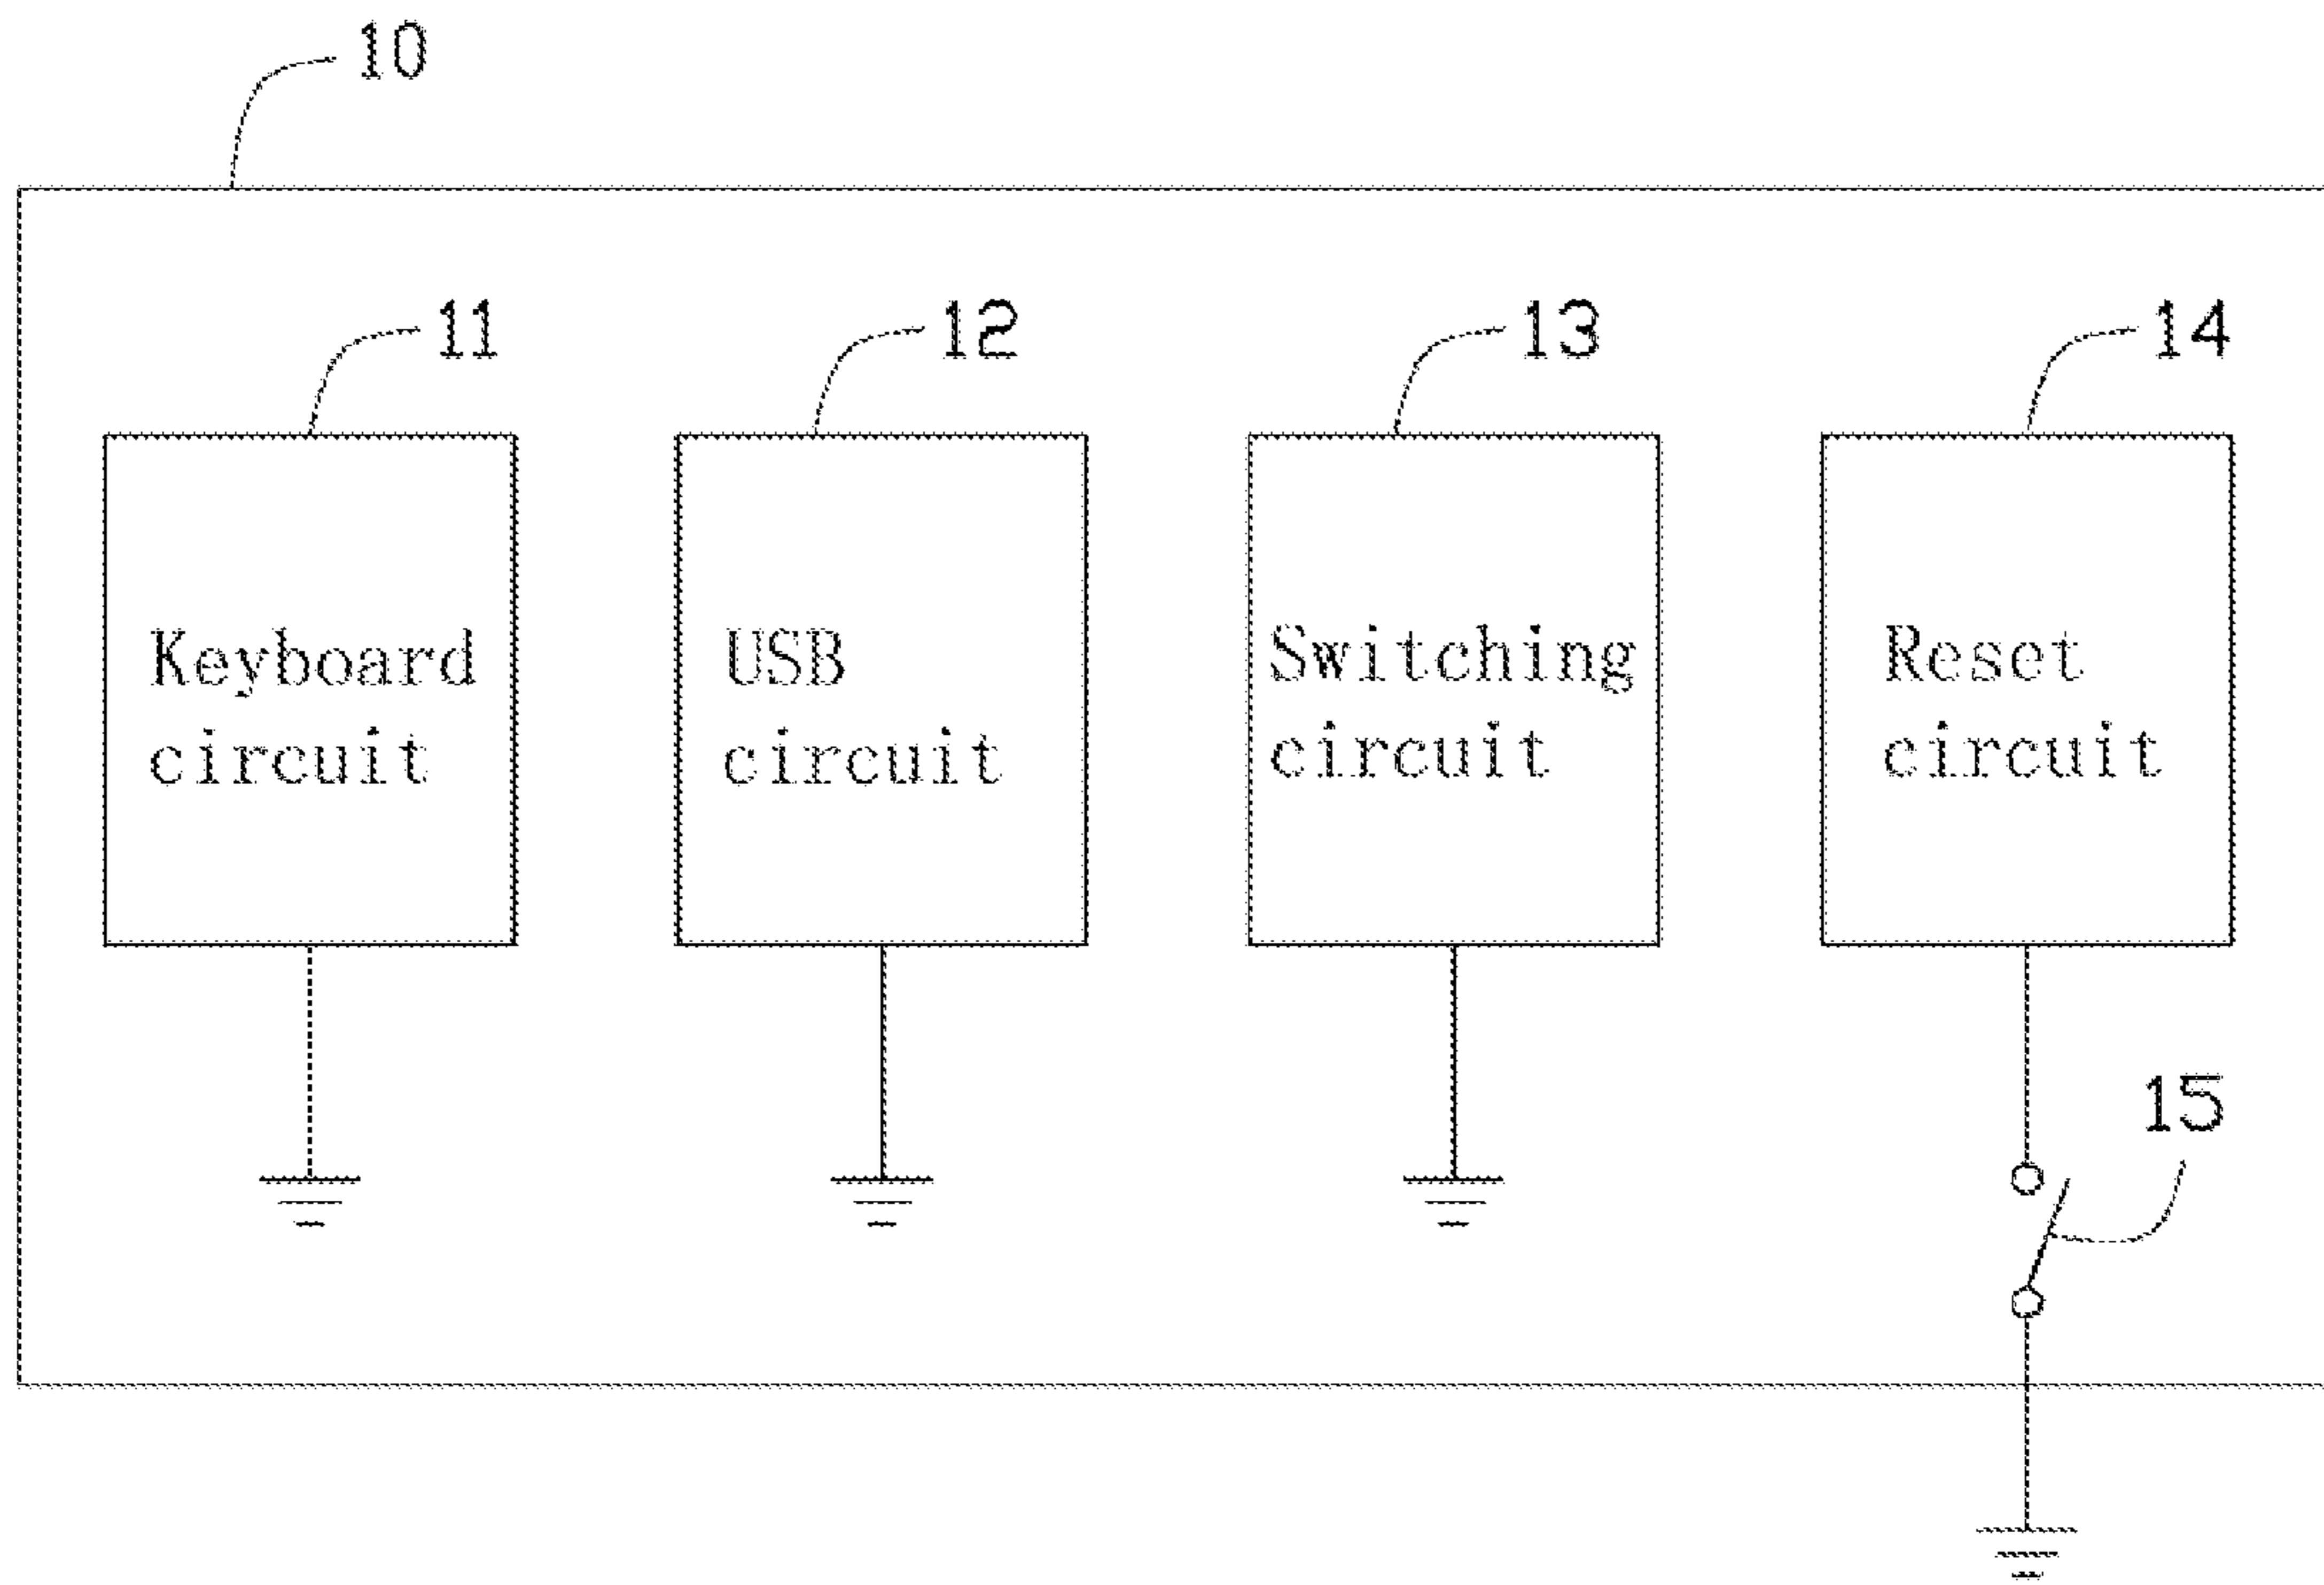 10
11
12
13
14
Keyboard
circuit
USB
circuit
Switching
circuit
Reset
circuit
15